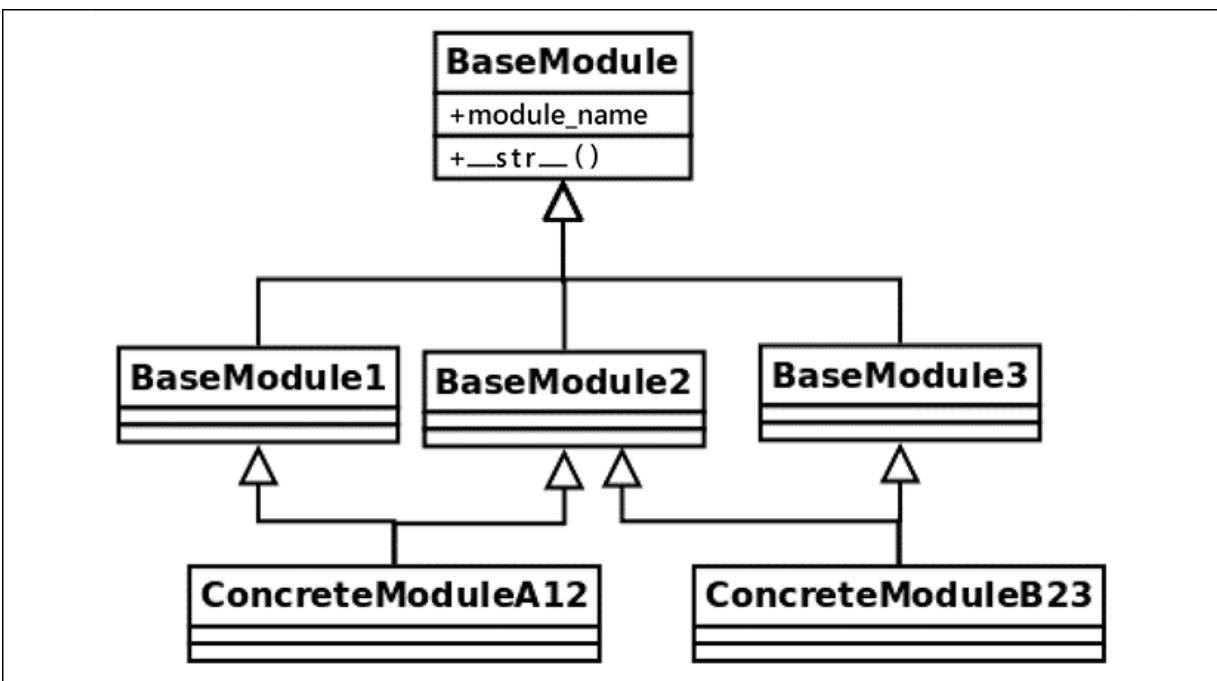 BaseModule
+module_name
+__str__()
BaseModule1
BaseModule2
BaseModule3
ConcreteModuleA12
ConcreteModuleB23